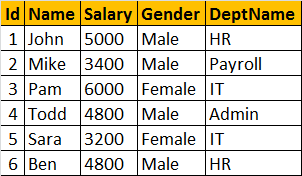 Id Name Salary Gender DeptName
1 John 5000 Male HR
2 Mike 3400 Male Payroll
3 Pam 6000 Female IT
4 Todd 4800 Male Admin
5 Sara 3200 Female IT
6 Ben 4800 Male HR